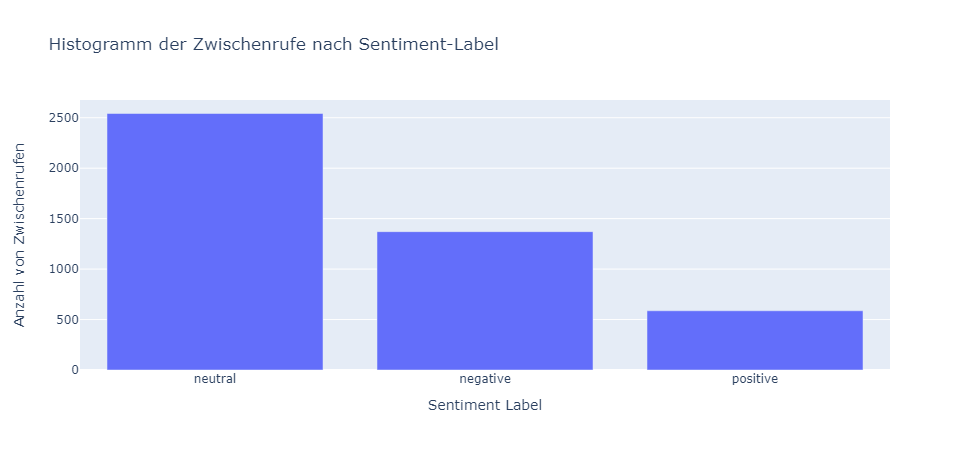 Histogramm der Zwischenrufe nach Sentiment-Label
Anzahl von Zwischenrufen
2500
2000
1500
1000
500
0
neutral negative positive
Sentiment Label